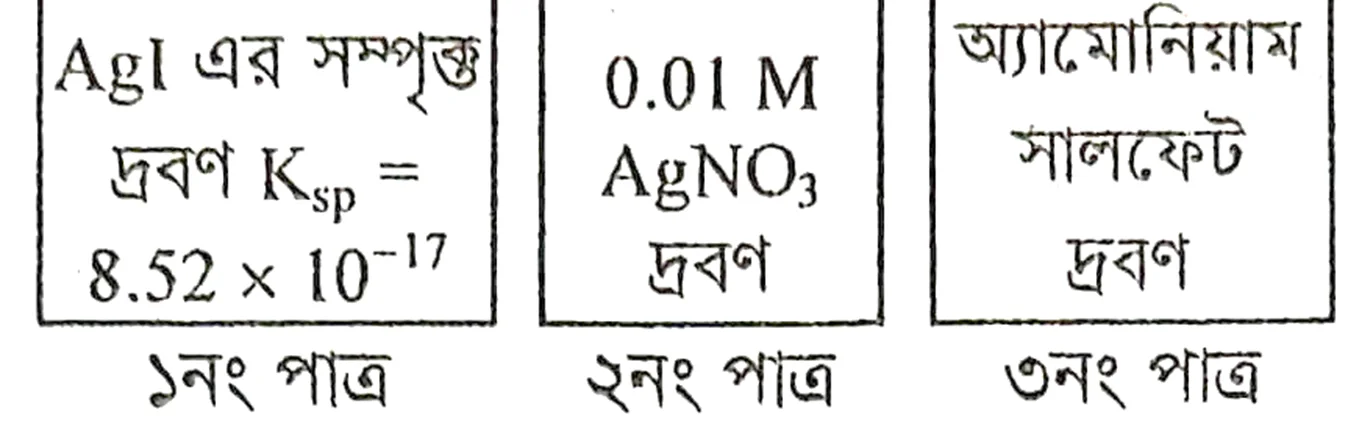 AgI এর সম্পৃক্ত
দ্রবণ Ksp =
8.52 × 10⁻¹⁷
১নং পাত্র
0.01 M
AgNO₃
দ্রবণ
২নং পাত্র
অ্যামোনিয়াম
সালফেট
দ্রবণ
৩নং পাত্র